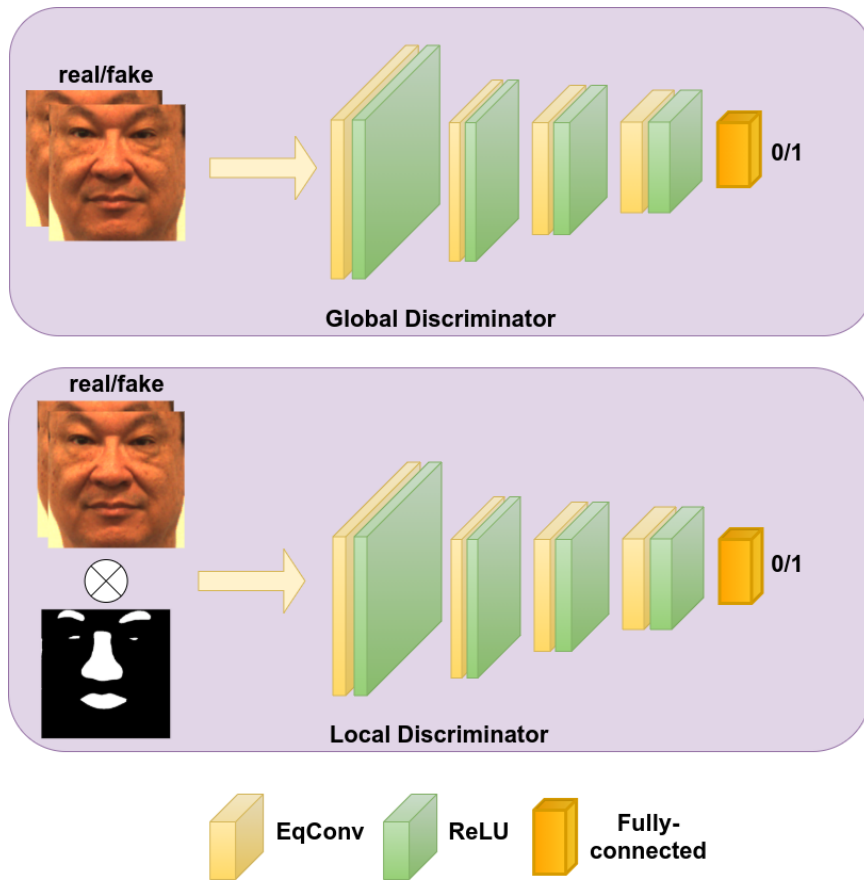 real/fake
0/1
Global Discriminator
real/fake
0/1
Local Discriminator
EqConv
ReLU
Fully-
connected